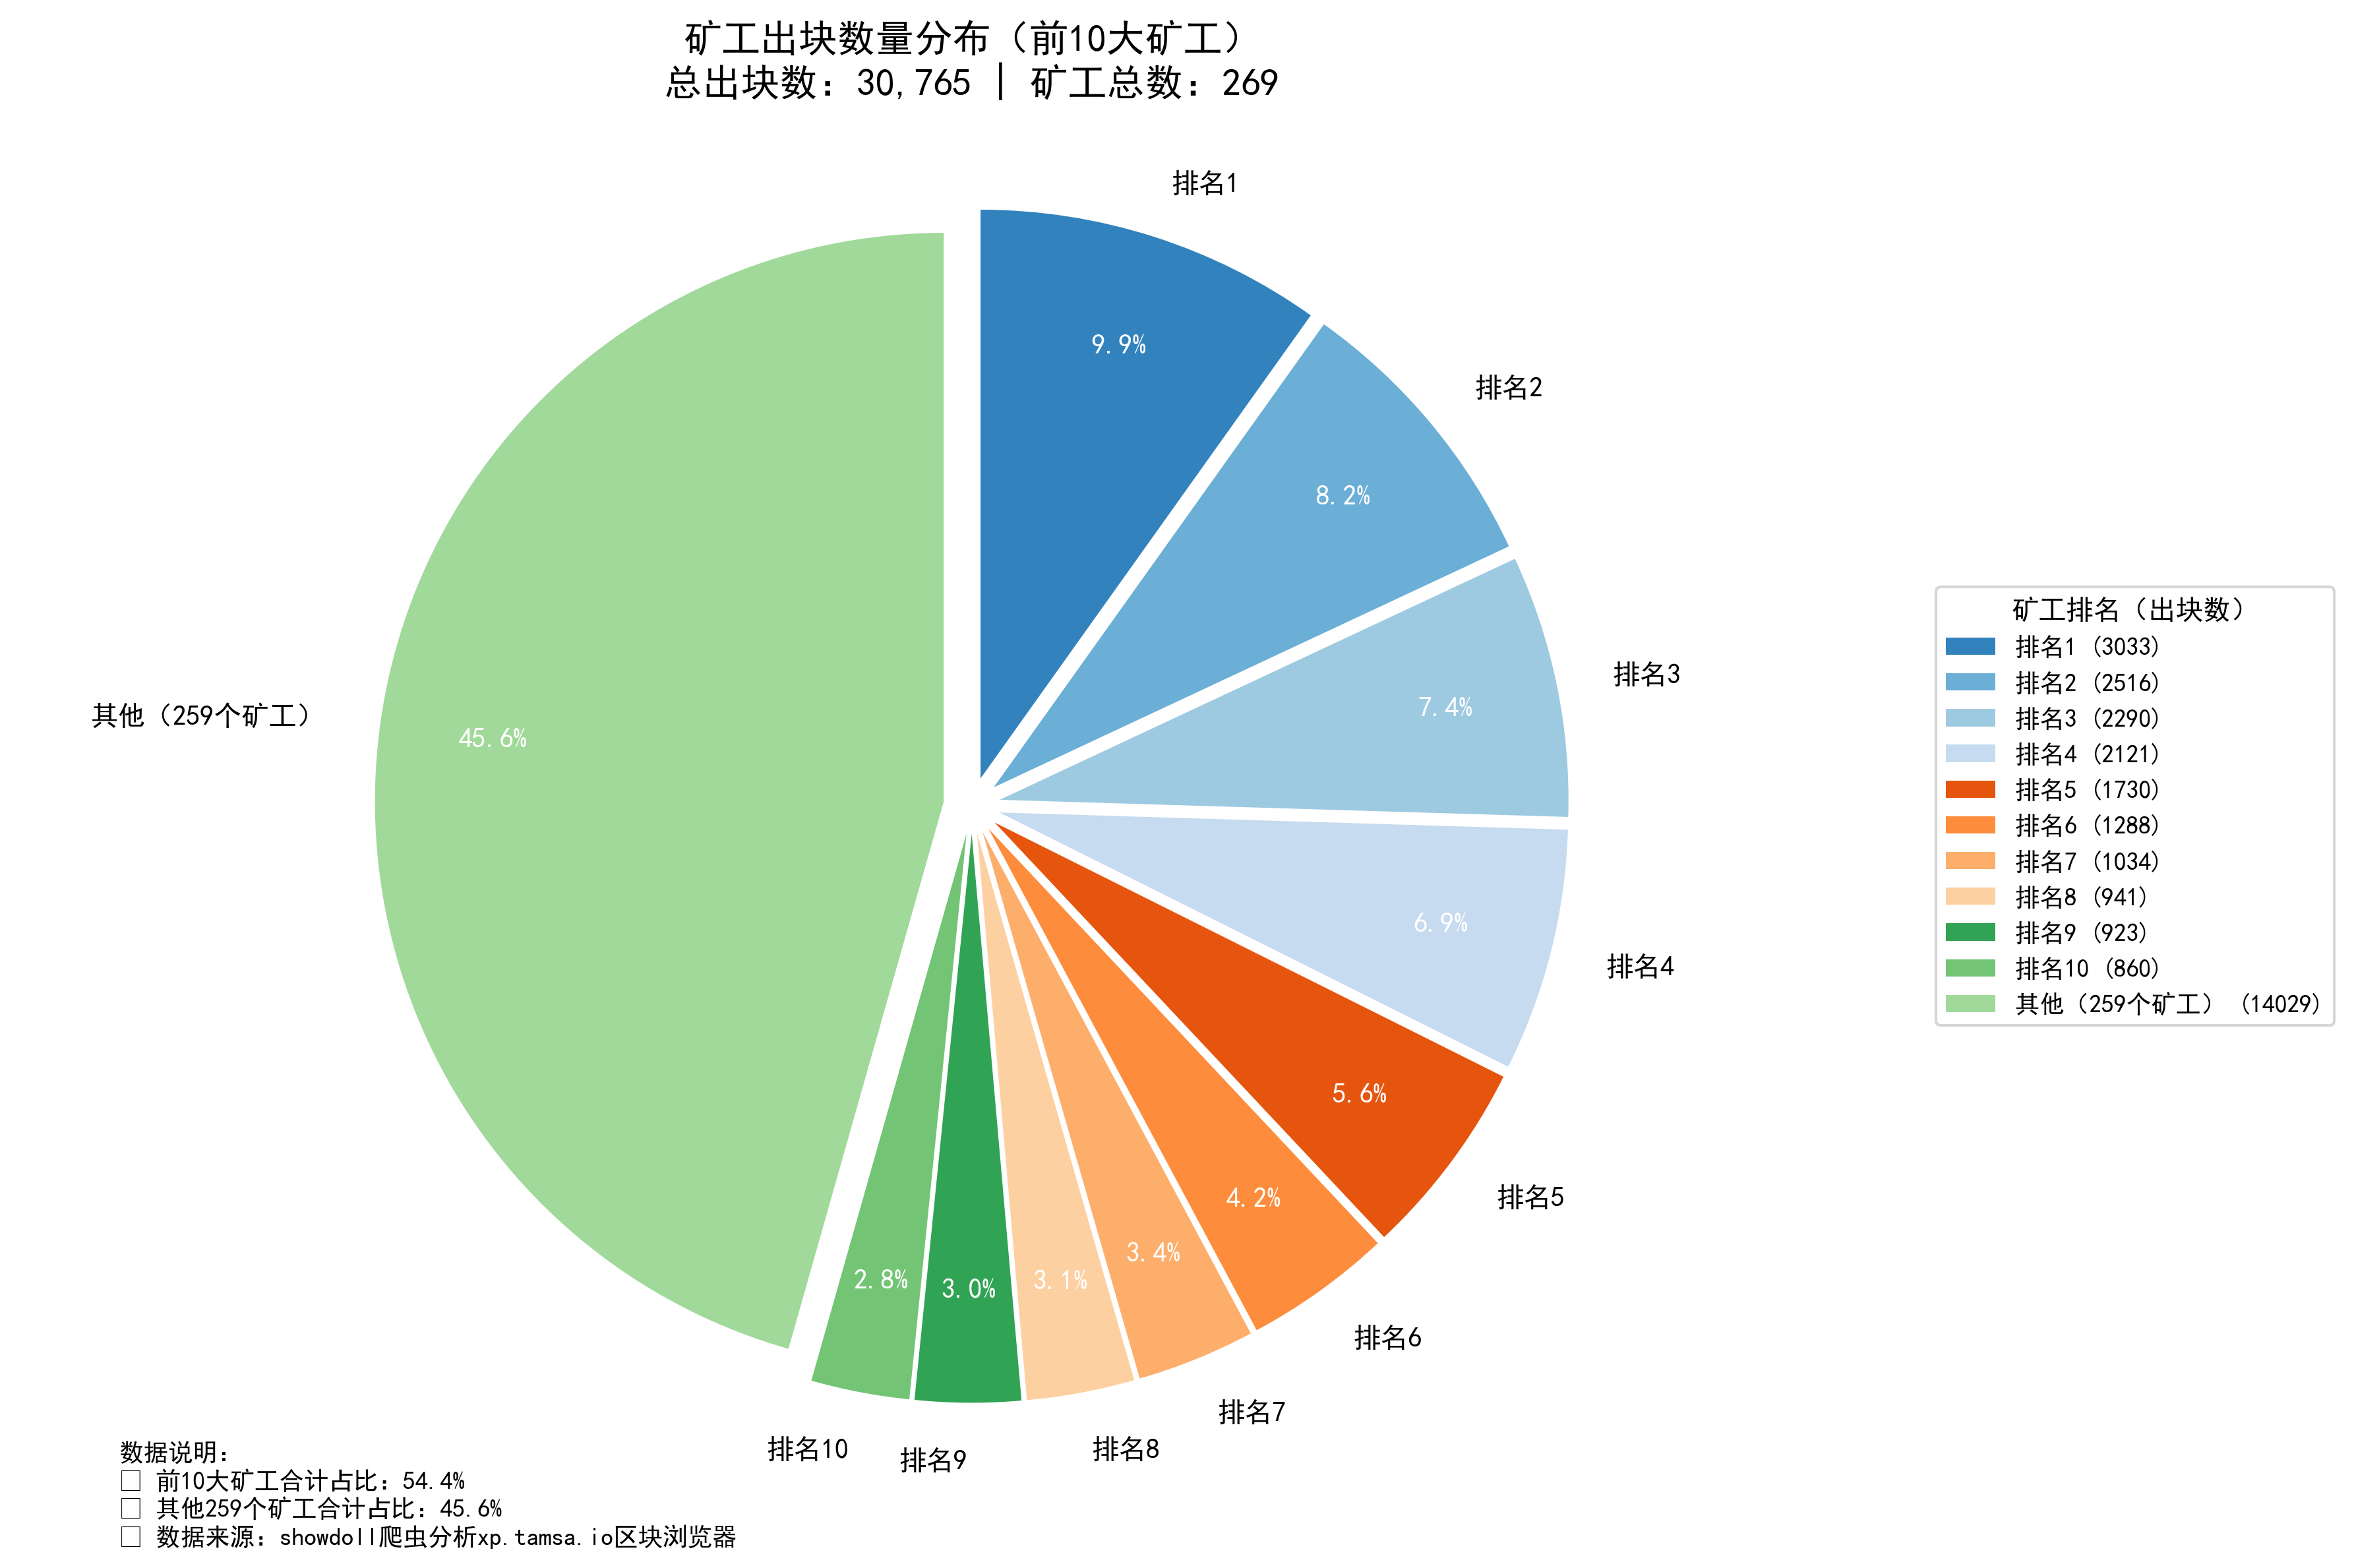 矿工出块数量分布（前10大矿工）
总出块数：30,765 | 矿工总数：269
排名1
9.9%
排名2
8.2%
排名3
7.4%
排名4
6.9%
排名5
5.6%
排名6
4.2%
排名7
3.4%
排名8
3.1%
排名9
3.0%
排名10
2.8%
其他（259个矿工）
45.6%
矿工排名（出块数）
排名1 (3033)
排名2 (2516)
排名3 (2290)
排名4 (2121)
排名5 (1730)
排名6 (1288)
排名7 (1034)
排名8 (941)
排名9 (923)
排名10 (860)
其他（259个矿工） (14029)
数据说明：
□ 前10大矿工合计占比：54.4%
□ 其他259个矿工合计占比：45.6%
□ 数据来源：showdoll爬虫分析xp.tamsa.io区块浏览器